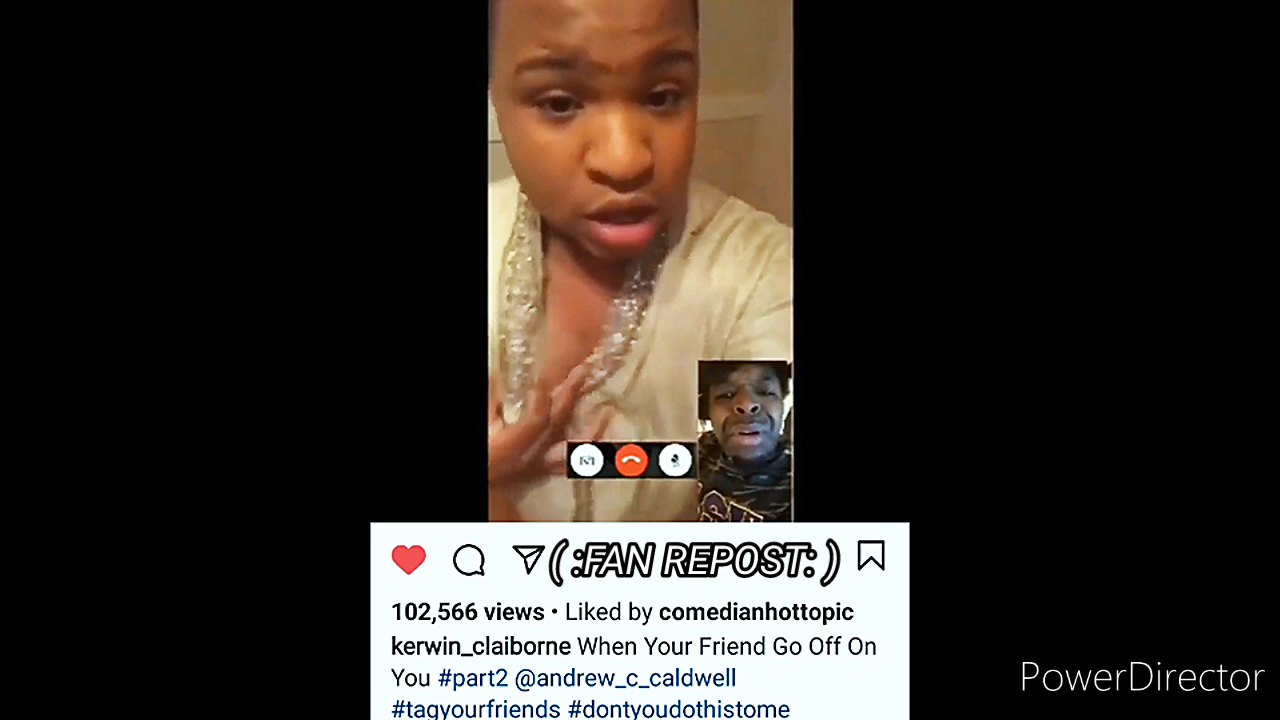 ( :FAN REPOST: )
102,566 views • Liked by comedianhottopic
kerwin_claiborne When Your Friend Go Off On
You #part2 @andrew_c_caldwell
#tagyourfriends #dontyoudothistome
PowerDirector